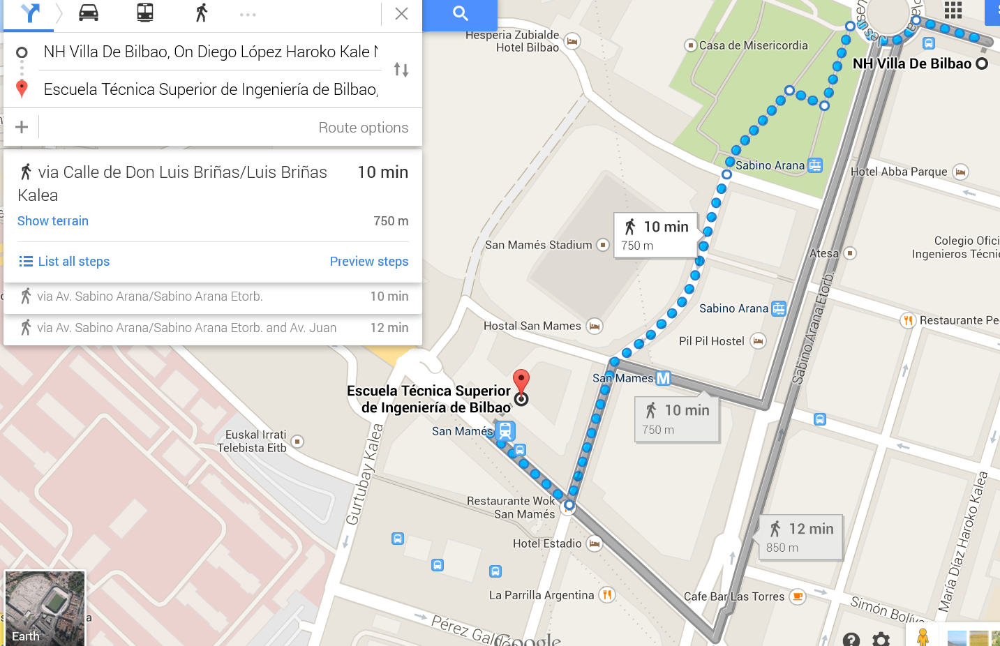 NH Villa De Bilbao, On Diego López Haroko Kale N
Escuela Técnica Superior de Ingeniería de Bilbao,
Route options
via Calle de Don Luis Briñas/Luis Briñas
Kalea
10 min
Show terrain
750 m
List all steps
Preview steps
via Av. Sabino Arana/Sabino Arana Etorb.
10 min
via Av. Sabino Arana/Sabino Arana Etorb. and Av. Juan
12 min
Hesperia Zubialde
Hotel Bilbao
Casa de Misericordia
NH Villa De Bilbao
Sabino Arana
Hotel Abba Parque
10 min
750 m
San Mamés Stadium
Colegio Ofici
Ingenieros Técnic
Atesa
Sabino Arana
Sabino Arana Etorb.
Hostal San Mames
Restaurante Pe
Pil Pil Hostel
San Mames
M
Escuela Técnica Superior
de Ingeniería de Bilbao
10 min
750 m
San Mamés
Euskal Irrati
Telebista Eitb
Gurtubay Kalea
Restaurante Wok
San Mamés
Hotel Estadio
12 min
850 m
María Díaz Haroko Kalea
La Parrilla Argentina
Cafe Bar Las Torres
Simón Bolíva
Pérez Gald
Google
Earth